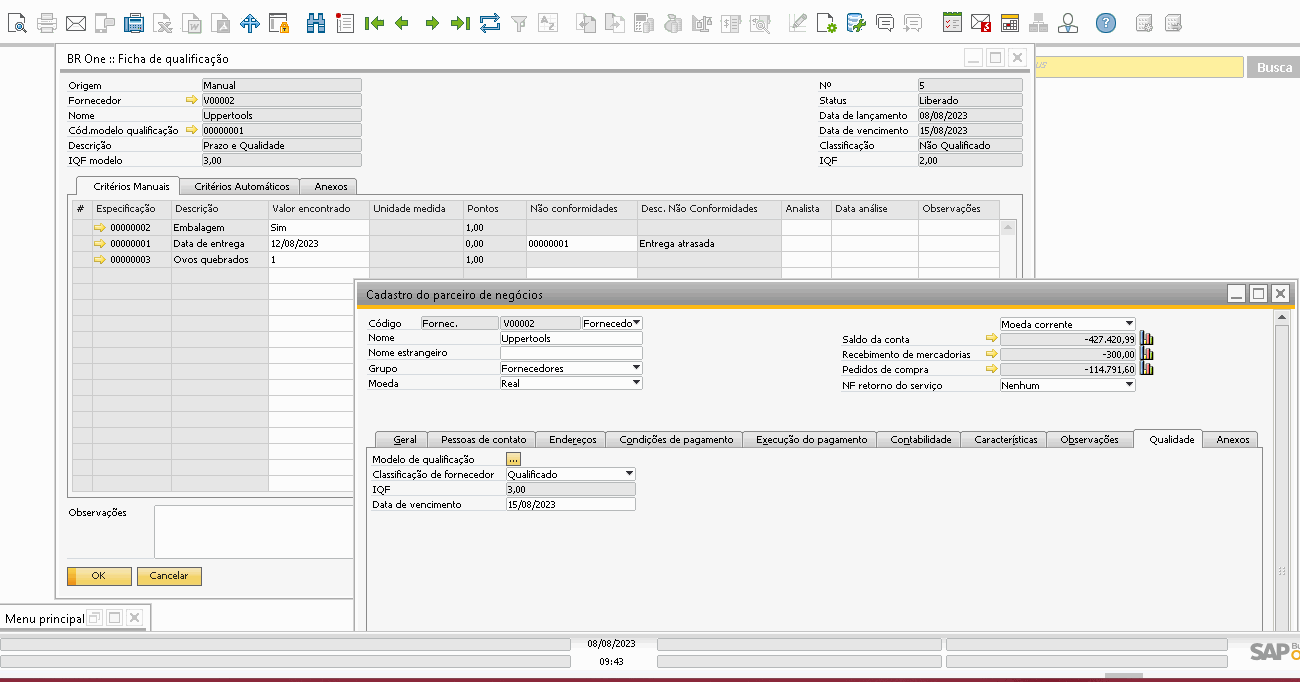 BR One :: Ficha de qualificação
Busca
Origem Manual
Fornecedor V00002
Nome Uppertools
Cód.modelo qualificação 00000001
Descrição Prazo e Qualidade
IQF modelo 3,00
Nº 5
Status Liberado
Data de lançamento 08/08/2023
Data de vencimento 15/08/2023
Classificação Não Qualificado
IQF 2,00
Critérios Manuais Critérios Automáticos Anexos
# Especificação Descrição Valor encontrado Unidade medida Pontos Não conformidades Desc. Não Conformidades Analista Data análise Observações
00000002 Embalagem Sim 1,00
00000001 Data de entrega 12/08/2023 0,00 00000001 Entrega atrasada
00000003 Ovos quebrados 1 1,00
Observações
OK Cancelar
Cadastro do parceiro de negócios
Código Fornec. V00002 Fornecedo
Nome Uppertools
Nome estrangeiro
Grupo Fornecedores
Moeda Real
Moeda corrente
Saldo da conta -427.420,99
Recebimento de mercadorias -300,00
Pedidos de compra -114.791,60
NF retorno do serviço Nenhum
Geral Pessoas de contato Endereços Condições de pagamento Execução do pagamento Contabilidade Características Observações Qualidade Anexos
Modelo de qualificação ...
Classificação de fornecedor Qualificado
IQF 3,00
Data de vencimento 15/08/2023
Menu principal
08/08/2023
09:43
SAP